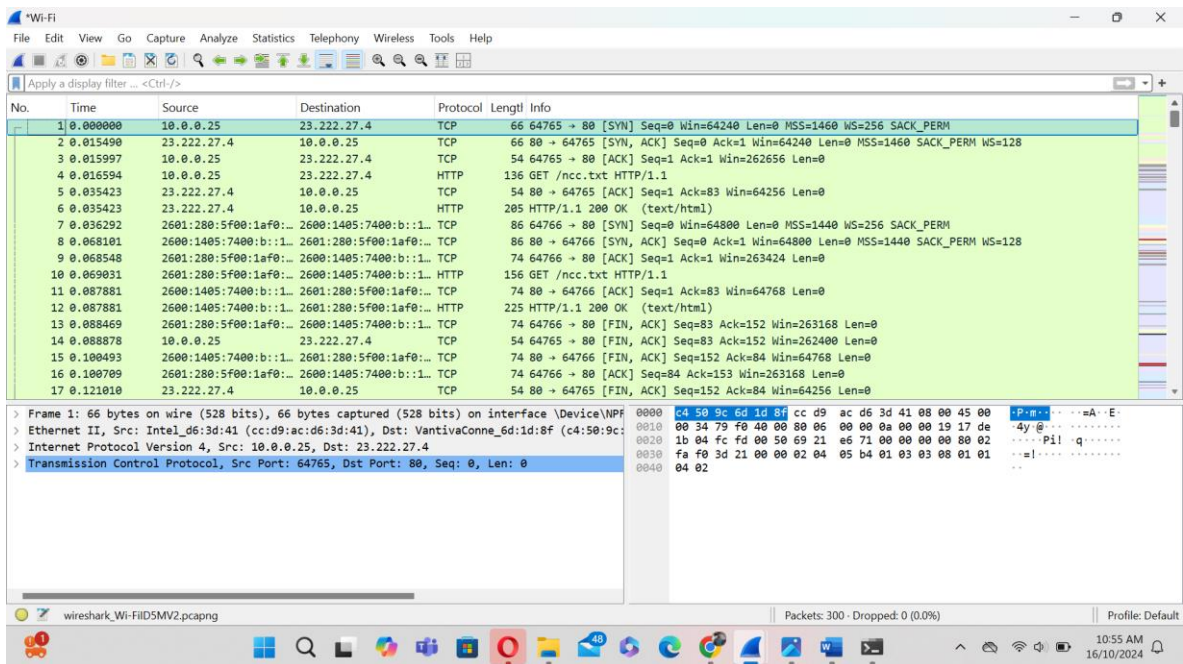 *Wi-Fi
File Edit View Go Capture Analyze Statistics Telephony Wireless Tools Help
Apply a display filter ... <Ctrl-/>
No. Time Source Destination Protocol Lengtl Info
1 0.000000 10.0.0.25 23.222.27.4 TCP 66 64765 → 80 [SYN] Seq=0 Win=64240 Len=0 MSS=1460 WS=256 SACK_PERM
2 0.015490 23.222.27.4 10.0.0.25 TCP 66 80 → 64765 [SYN, ACK] Seq=0 Ack=1 Win=64240 Len=0 MSS=1460 SACK_PERM WS=128
3 0.015997 10.0.0.25 23.222.27.4 TCP 54 64765 → 80 [ACK] Seq=1 Ack=1 Win=262656 Len=0
4 0.016594 10.0.0.25 23.222.27.4 HTTP 136 GET /ncc.txt HTTP/1.1
5 0.035423 23.222.27.4 10.0.0.25 TCP 54 80 → 64765 [ACK] Seq=1 Ack=83 Win=64256 Len=0
6 0.035423 23.222.27.4 10.0.0.25 HTTP 205 HTTP/1.1 200 OK (text/html)
7 0.036292 2601:280:5f00:1af0:… 2600:1405:7400:b::1… TCP 86 64766 → 80 [SYN] Seq=0 Win=64800 Len=0 MSS=1440 WS=256 SACK_PERM
8 0.068101 2600:1405:7400:b::1… 2601:280:5f00:1af0:… TCP 86 80 → 64766 [SYN, ACK] Seq=0 Ack=1 Win=64800 Len=0 MSS=1440 SACK_PERM WS=128
9 0.068548 2601:280:5f00:1af0:… 2600:1405:7400:b::1… TCP 74 64766 → 80 [ACK] Seq=1 Ack=1 Win=263424 Len=0
10 0.069031 2601:280:5f00:1af0:… 2600:1405:7400:b::1… HTTP 156 GET /ncc.txt HTTP/1.1
11 0.087881 2600:1405:7400:b::1… 2601:280:5f00:1af0:… TCP 74 80 → 64766 [ACK] Seq=1 Ack=83 Win=64768 Len=0
12 0.087881 2600:1405:7400:b::1… 2601:280:5f00:1af0:… HTTP 225 HTTP/1.1 200 OK (text/html)
13 0.088469 2601:280:5f00:1af0:… 2600:1405:7400:b::1… TCP 74 64766 → 80 [FIN, ACK] Seq=83 Ack=152 Win=263168 Len=0
14 0.088878 10.0.0.25 23.222.27.4 TCP 54 64765 → 80 [FIN, ACK] Seq=83 Ack=152 Win=262400 Len=0
15 0.100493 2600:1405:7400:b::1… 2601:280:5f00:1af0:… TCP 74 80 → 64766 [FIN, ACK] Seq=152 Ack=84 Win=64768 Len=0
16 0.100709 2601:280:5f00:1af0:… 2600:1405:7400:b::1… TCP 74 64766 → 80 [ACK] Seq=84 Ack=153 Win=263168 Len=0
17 0.121010 23.222.27.4 10.0.0.25 TCP 54 80 → 64765 [FIN, ACK] Seq=152 Ack=84 Win=64256 Len=0
Frame 1: 66 bytes on wire (528 bits), 66 bytes captured (528 bits) on interface \Device\NPF
Ethernet II, Src: Intel_d6:3d:41 (cc:d9:ac:d6:3d:41), Dst: VantivaConne_6d:1d:8f (c4:50:9c:
Internet Protocol Version 4, Src: 10.0.0.25, Dst: 23.222.27.4
Transmission Control Protocol, Src Port: 64765, Dst Port: 80, Seq: 0, Len: 0
0000 c4 50 9c 6d 1d 8f cc d9 ac d6 3d 41 08 00 45 00 ·P·m···· ··=A··E·
0010 00 34 79 f0 40 00 80 06 00 00 0a 00 00 19 17 de ·4y·@··· ········
0020 1b 04 fc fd 00 50 69 21 e6 71 00 00 00 00 80 02 ·····Pi! ·q······
0030 fa f0 3d 21 00 00 02 04 05 b4 01 03 03 08 01 01 ··=!···· ········
0040 04 02 ··
wireshark_Wi-FiID5MV2.pcapng Packets: 300 · Dropped: 0 (0.0%) Profile: Default
48
10:55 AM
16/10/2024